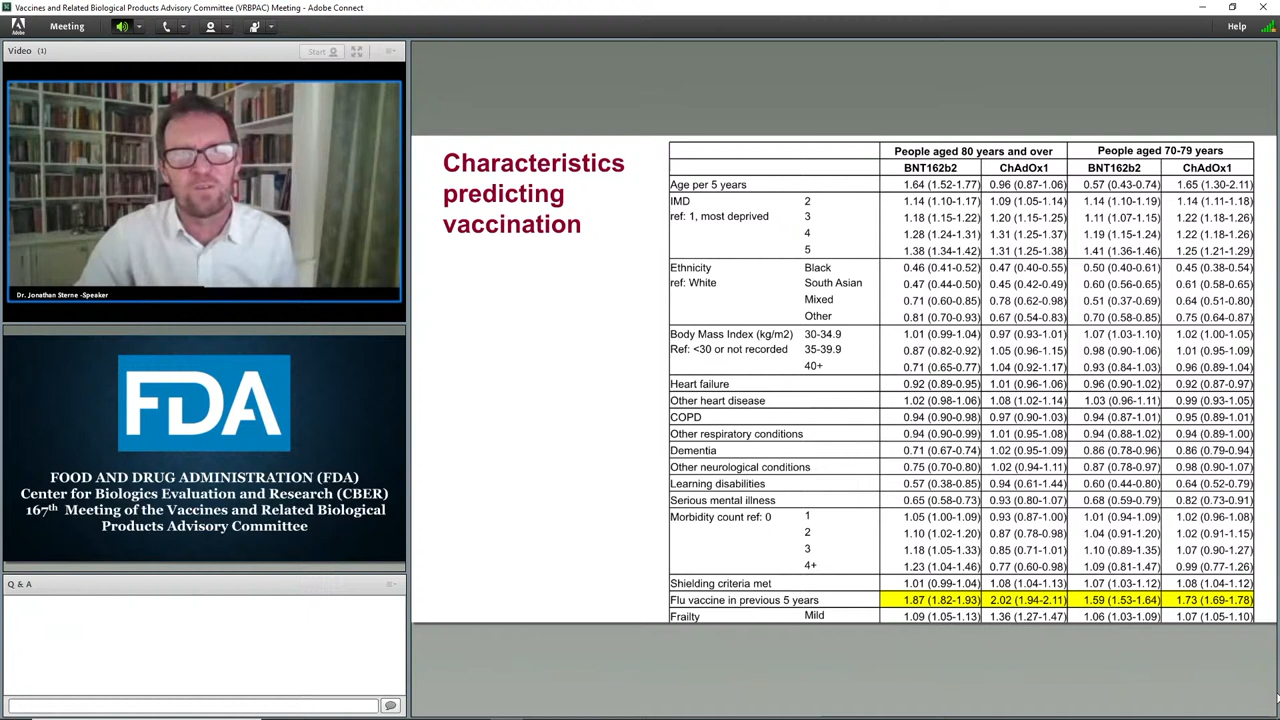 Vaccines and Related Biological Products Advisory Committee (VRBPAC) Meeting - Adobe Connect
Adobe
Meeting
Help
Video (1)
Start
Dr. Jonathan Sterne -Speaker
FDA
FOOD AND DRUG ADMINISTRATION (FDA)
Center for Biologics Evaluation and Research (CBER)
167th Meeting of the Vaccines and Related Biological
Products Advisory Committee
Q & A
Characteristics
predicting
vaccination
People aged 80 years and over People aged 70-79 years
BNT162b2 ChAdOx1 BNT162b2 ChAdOx1
Age per 5 years 1.64 (1.52-1.77) 0.96 (0.87-1.06) 0.57 (0.43-0.74) 1.65 (1.30-2.11)
IMD 2 1.14 (1.10-1.17) 1.09 (1.05-1.14) 1.14 (1.10-1.19) 1.14 (1.11-1.18)
ref: 1, most deprived 3 1.18 (1.15-1.22) 1.20 (1.15-1.25) 1.11 (1.07-1.15) 1.22 (1.18-1.26)
4 1.28 (1.24-1.31) 1.31 (1.25-1.37) 1.19 (1.15-1.24) 1.22 (1.18-1.26)
5 1.38 (1.34-1.42) 1.31 (1.25-1.38) 1.41 (1.36-1.46) 1.25 (1.21-1.29)
Ethnicity Black 0.46 (0.41-0.52) 0.47 (0.40-0.55) 0.50 (0.40-0.61) 0.45 (0.38-0.54)
ref: White South Asian 0.47 (0.44-0.50) 0.45 (0.42-0.49) 0.60 (0.56-0.65) 0.61 (0.58-0.65)
Mixed 0.71 (0.60-0.85) 0.78 (0.62-0.98) 0.51 (0.37-0.69) 0.64 (0.51-0.80)
Other 0.81 (0.70-0.93) 0.67 (0.54-0.83) 0.70 (0.58-0.85) 0.75 (0.64-0.87)
Body Mass Index (kg/m2) 30-34.9 1.01 (0.99-1.04) 0.97 (0.93-1.01) 1.07 (1.03-1.10) 1.02 (1.00-1.05)
Ref: <30 or not recorded 35-39.9 0.87 (0.82-0.92) 1.05 (0.96-1.15) 0.98 (0.90-1.06) 1.01 (0.95-1.09)
40+ 0.71 (0.65-0.77) 1.04 (0.92-1.17) 0.93 (0.84-1.03) 0.96 (0.89-1.04)
Heart failure 0.92 (0.89-0.95) 1.01 (0.96-1.06) 0.96 (0.90-1.02) 0.92 (0.87-0.97)
Other heart disease 1.02 (0.98-1.06) 1.08 (1.02-1.14) 1.03 (0.96-1.11) 0.99 (0.93-1.05)
COPD 0.94 (0.90-0.98) 0.97 (0.90-1.03) 0.94 (0.87-1.01) 0.95 (0.89-1.01)
Other respiratory conditions 0.94 (0.90-0.99) 1.01 (0.95-1.08) 0.94 (0.88-1.02) 0.94 (0.89-1.00)
Dementia 0.71 (0.67-0.74) 1.02 (0.95-1.09) 0.86 (0.78-0.96) 0.86 (0.79-0.94)
Other neurological conditions 0.75 (0.70-0.80) 1.02 (0.94-1.11) 0.87 (0.78-0.97) 0.98 (0.90-1.07)
Learning disabilities 0.57 (0.38-0.85) 0.94 (0.61-1.44) 0.60 (0.44-0.80) 0.64 (0.52-0.79)
Serious mental illness 0.65 (0.58-0.73) 0.93 (0.80-1.07) 0.68 (0.59-0.79) 0.82 (0.73-0.91)
Morbidity count ref: 0 1 1.05 (1.00-1.09) 0.93 (0.87-1.00) 1.01 (0.94-1.09) 1.02 (0.96-1.08)
2 1.10 (1.02-1.20) 0.87 (0.78-0.98) 1.04 (0.91-1.20) 1.02 (0.91-1.15)
3 1.18 (1.05-1.33) 0.85 (0.71-1.01) 1.10 (0.89-1.35) 1.07 (0.90-1.27)
4+ 1.23 (1.04-1.46) 0.77 (0.60-0.98) 1.09 (0.81-1.47) 0.99 (0.77-1.26)
Shielding criteria met 1.01 (0.99-1.04) 1.08 (1.04-1.13) 1.07 (1.03-1.12) 1.08 (1.04-1.12)
Flu vaccine in previous 5 years 1.87 (1.82-1.93) 2.02 (1.94-2.11) 1.59 (1.53-1.64) 1.73 (1.69-1.78)
Frailty Mild 1.09 (1.05-1.13) 1.36 (1.27-1.47) 1.06 (1.03-1.09) 1.07 (1.05-1.10)